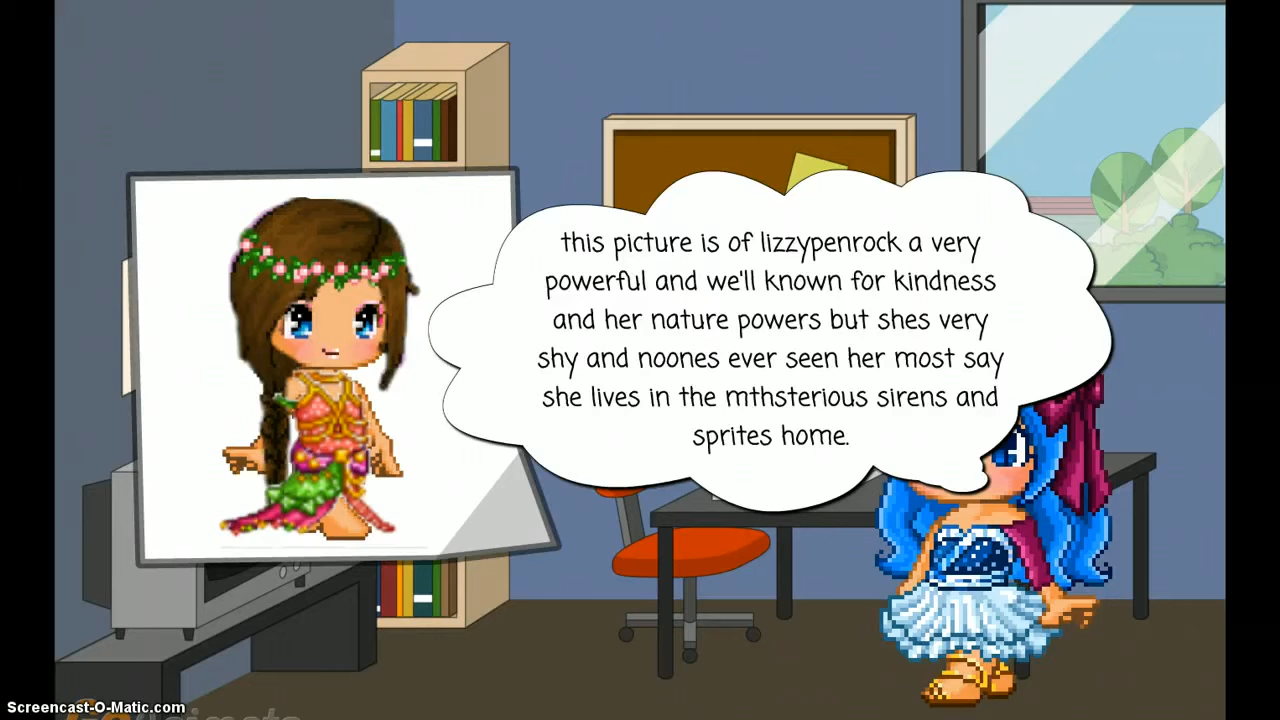 this picture is of lizzypenrock a very
powerful and we'll known for kindness
and her nature powers but shes very
shy and noones ever seen her most say
she lives in the mthsterious sirens and
sprites home.
Screencast-O-Matic.com